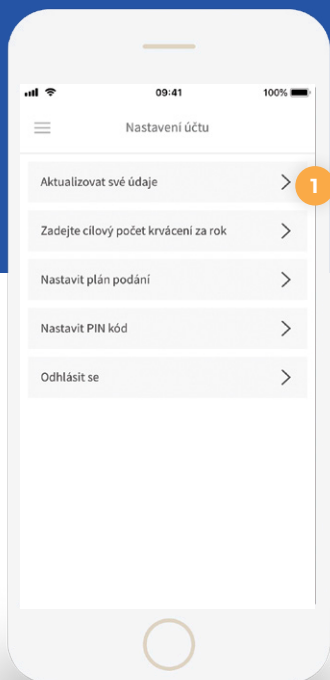 09:41
100%
Nastavení účtu
Aktualizovat své údaje
1
Zadejte cílový počet krvácení za rok
Nastavit plán podání
Nastavit PIN kód
Odhlásit se